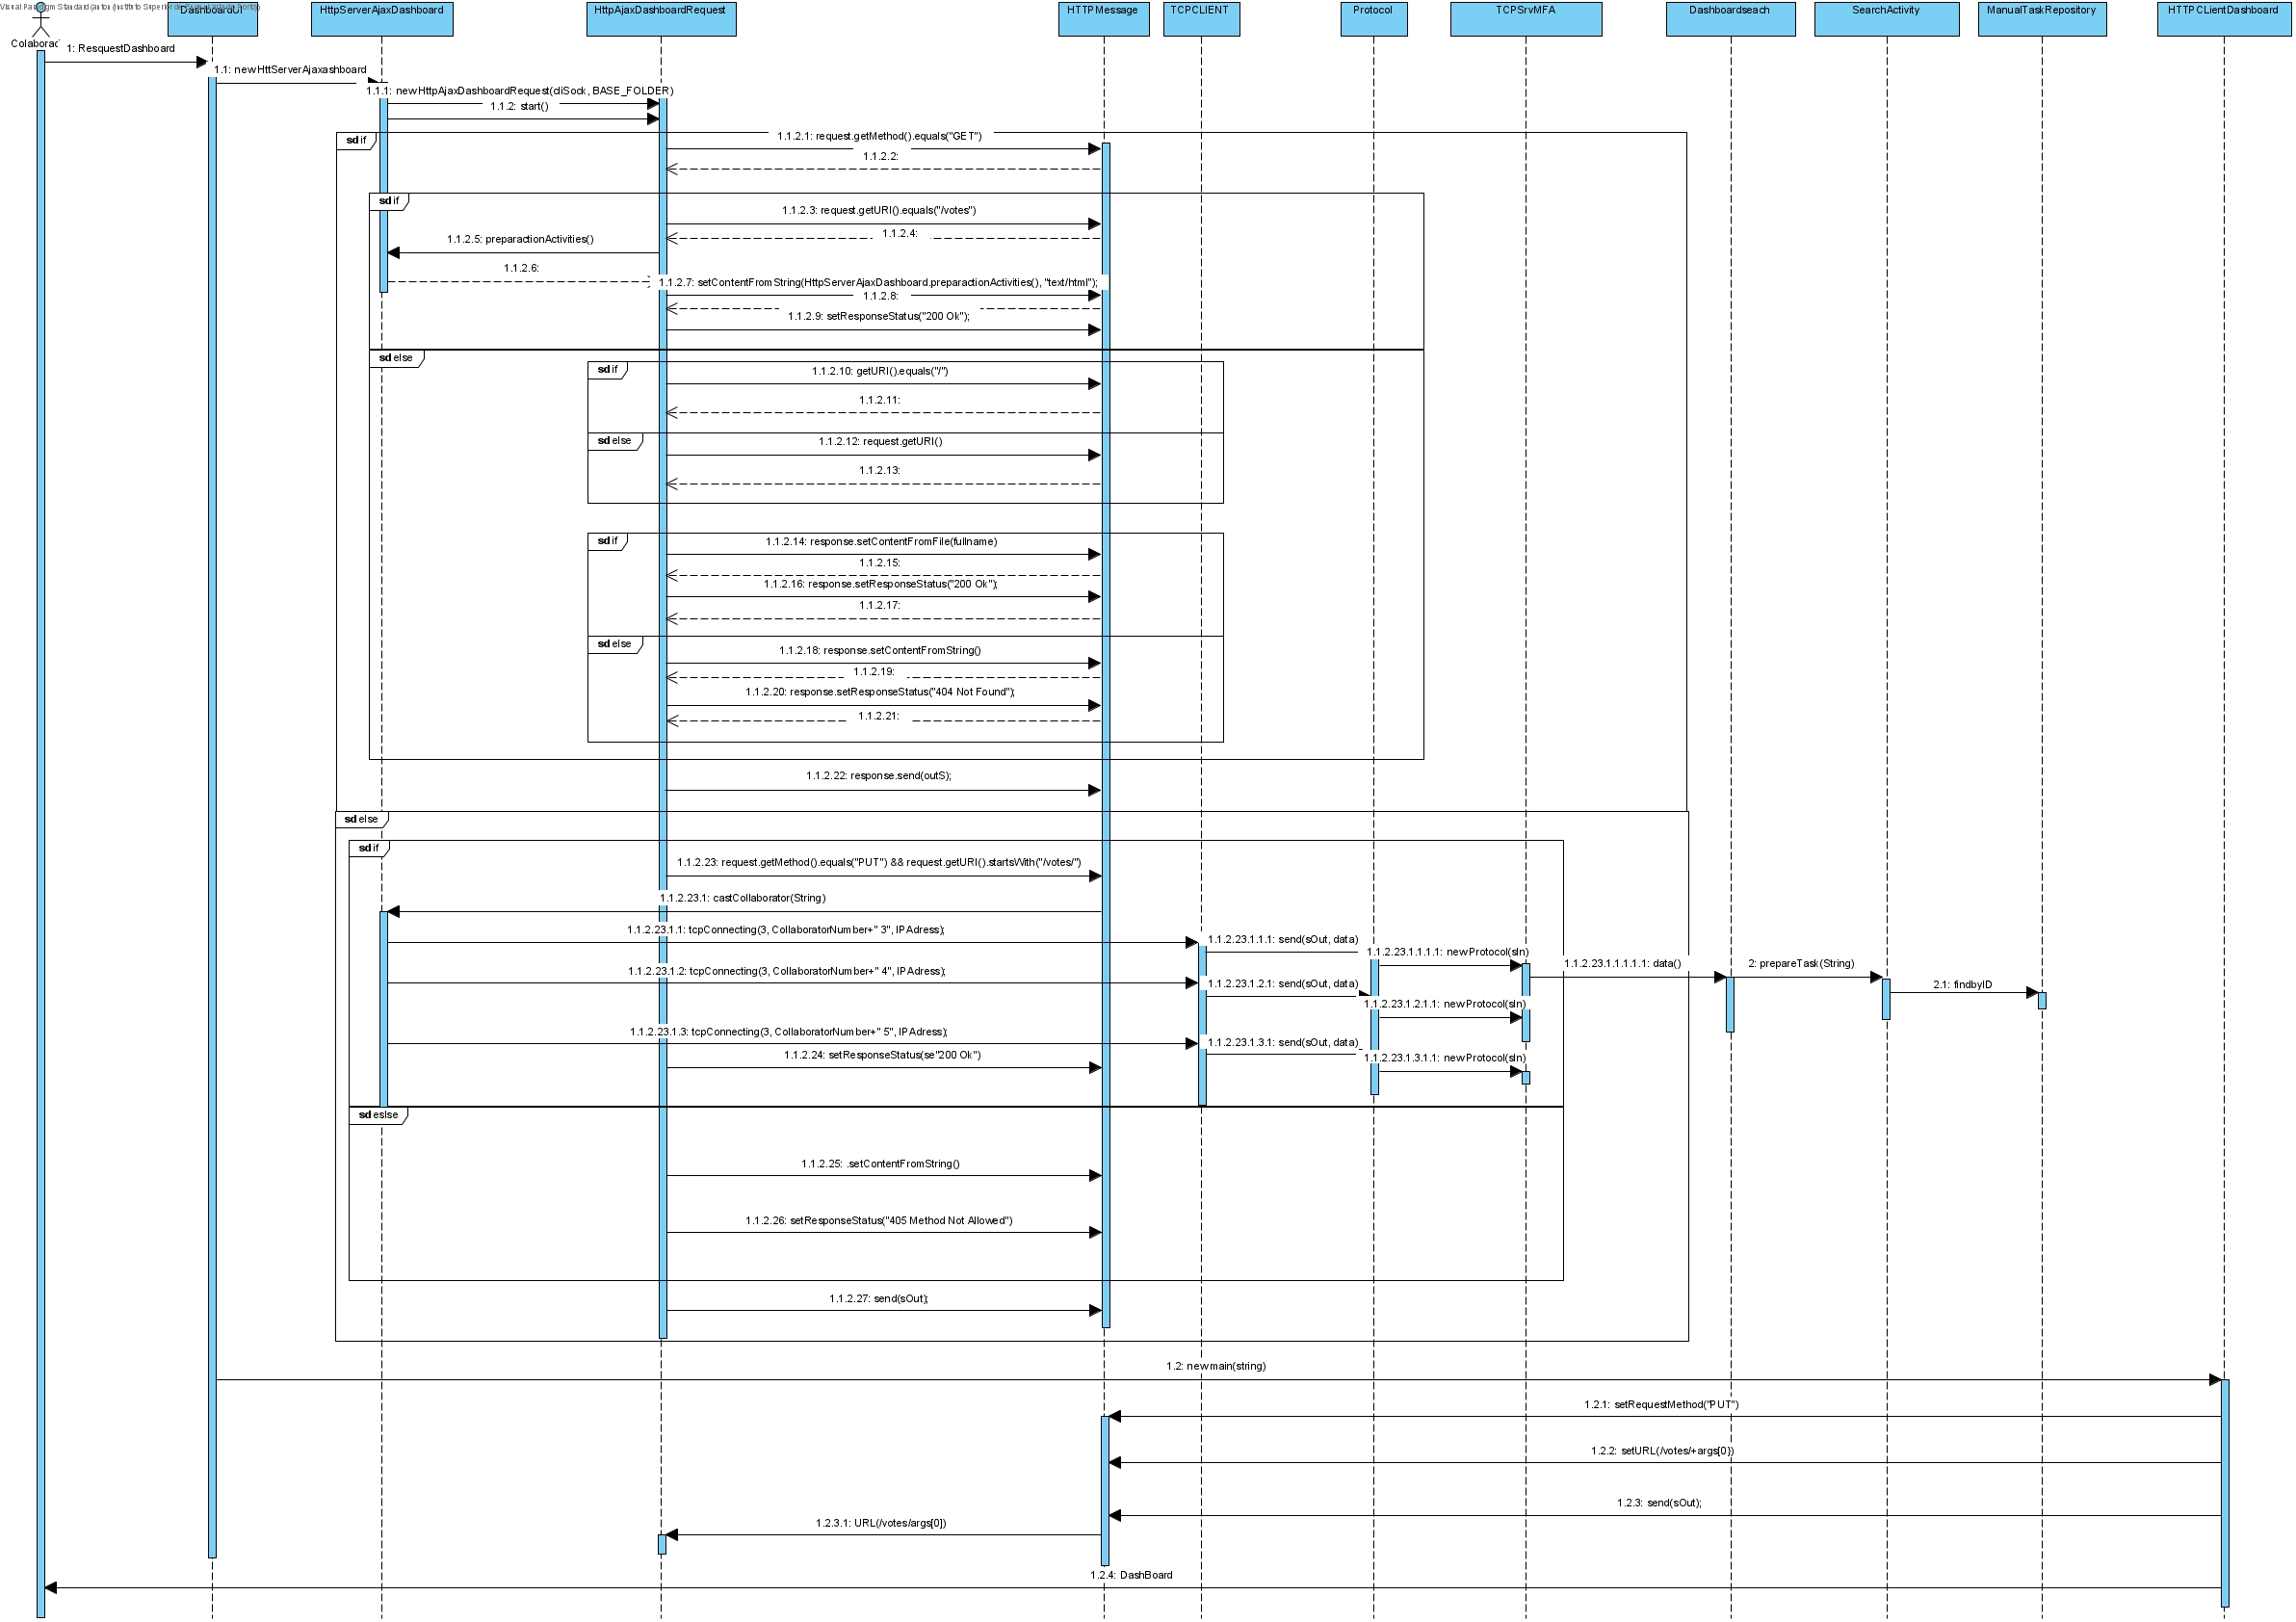 DashboardUI
HttpServerAjaxDashboard
HttpAjaxDashboardRequest
HTTPMessage
TCPCLIENT
Protocol
TCPSrvMFA
Dashboardseach
SearchActivity
ManualTaskRepository
HTTPCLientDashboard
Visual Paradigm Standard
Colaborad
1: ResquestDashboard
1.1: newHttServerAjaxashboard
1.1.1: newHttpAjaxDashboardRequest(cliSock, BASE_FOLDER)
1.1.2: start()
sd if
1.1.2.1: request.getMethod().equals("GET")
1.1.2.2:
sd if
1.1.2.3: request.getURI().equals("/votes")
1.1.2.4:
1.1.2.5: preparactionActivities()
1.1.2.6:
1.1.2.7: setContentFromString(HttpServerAjaxDashboard.preparactionActivities(), "text/html");
1.1.2.8:
1.1.2.9: setResponseStatus("200 Ok");
sd else
sd if
1.1.2.10: getURI().equals("/")
1.1.2.11:
sd else
1.1.2.12: request.getURI()
1.1.2.13:
sd if
1.1.2.14: response.setContentFromFile(fullname)
1.1.2.15:
1.1.2.16: response.setResponseStatus("200 Ok");
1.1.2.17:
sd else
1.1.2.18: response.setContentFromString()
1.1.2.19:
1.1.2.20: response.setResponseStatus("404 Not Found");
1.1.2.21:
1.1.2.22: response.send(outS);
sd else
sd if
1.1.2.23: request.getMethod().equals("PUT") && request.getURI().startsWith("/votes/")
1.1.2.23.1: castCollaborator(String)
1.1.2.23.1.1: tcpConnecting(3, CollaboratorNumber+" 3", IPAdress);
1.1.2.23.1.1.1: send(sOut, data)
1.1.2.23.1.1.1.1: newProtocol(sIn)
1.1.2.23.1.1.1.1.1: data()
2: prepareTask(String)
1.1.2.23.1.2: tcpConnecting(3, CollaboratorNumber+" 4", IPAdress);
1.1.2.23.1.2.1: send(sOut, data)
2.1: findbyID
1.1.2.23.1.2.1.1: newProtocol(sIn)
1.1.2.23.1.3: tcpConnecting(3, CollaboratorNumber+" 5", IPAdress);
1.1.2.23.1.3.1: send(sOut, data)
1.1.2.24: setResponseStatus(se"200 Ok")
1.1.2.23.1.3.1.1: newProtocol(sIn)
sd eslse
1.1.2.25: .setContentFromString()
1.1.2.26: setResponseStatus("405 Method Not Allowed")
1.1.2.27: send(sOut);
1.2: newmain(string)
1.2.1: setRequestMethod("PUT")
1.2.2: setURL(/votes/+args[0])
1.2.3: send(sOut);
1.2.3.1: URL(/votes/args[0])
1.2.4: DashBoard